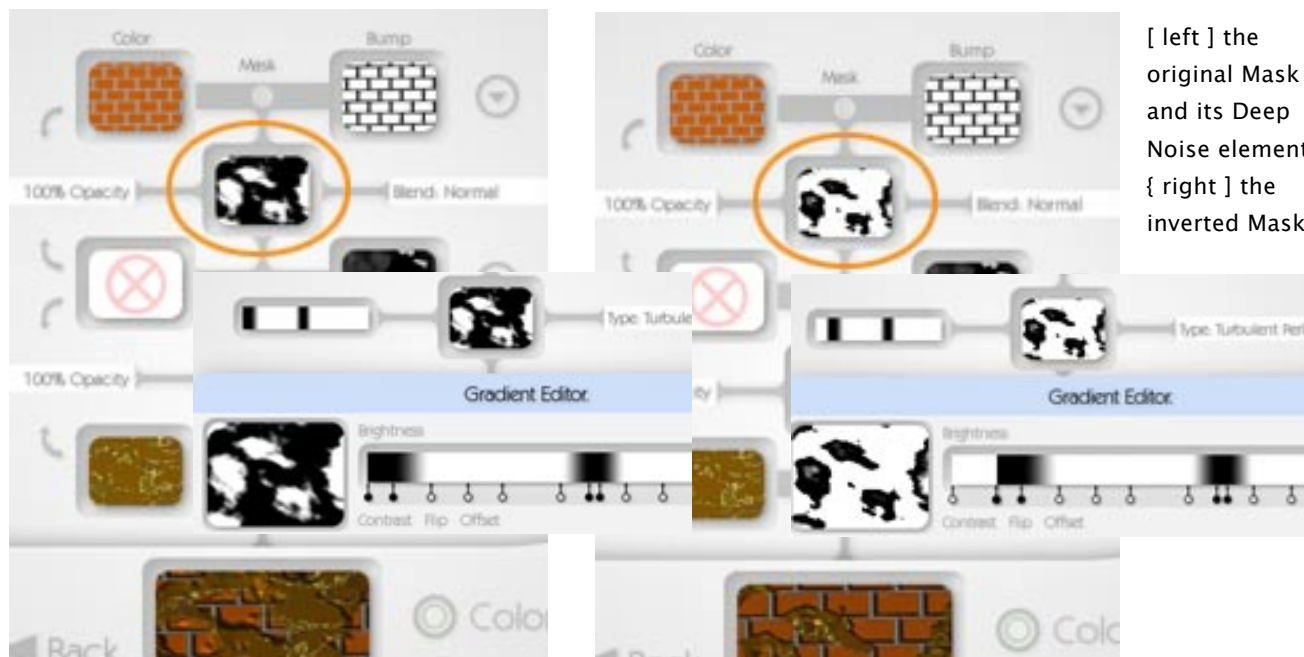 Color
Bump
Mask
100% Opacity
Blend: Normal
100% Opacity
Type: Turbule
Gradient Editor.
Brightness
Contrast Flip Offset
Back
Color
Color
Bump
Mask
100% Opacity
Blend: Normal
Type: Turbulent Perl
Gradient Editor.
Brightness
Contrast Flip Offset
Colo
[ left ] the
original Mask
and its Deep
Noise element
{ right ] the
inverted Mask